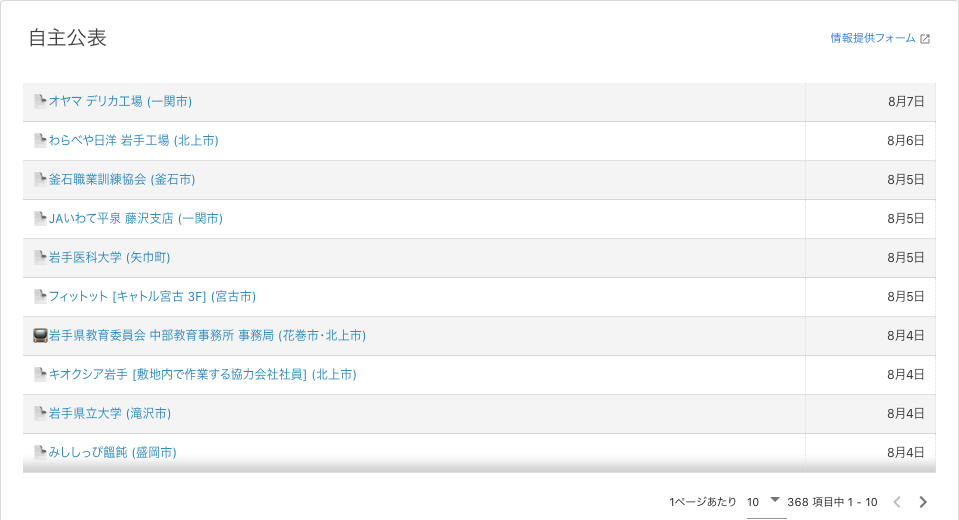 自主公表
情報提供フォーム
オヤマ デリカ工場 (一関市) 8月7日
わらべや日洋 岩手工場 (北上市) 8月6日
釜石職業訓練協会 (釜石市) 8月5日
JAいわて平泉 藤沢支店 (一関市) 8月5日
岩手医科大学 (矢巾町) 8月5日
フィットット [キャトル宮古 3F] (宮古市) 8月5日
岩手県教育委員会 中部教育事務所 事務局 (花巻市･北上市) 8月4日
キオクシア岩手 [敷地内で作業する協力会社社員] (北上市) 8月4日
岩手県立大学 (滝沢市) 8月4日
みししっぴ饂飩 (盛岡市) 8月4日
1ページあたり 10 368 項目中 1 - 10